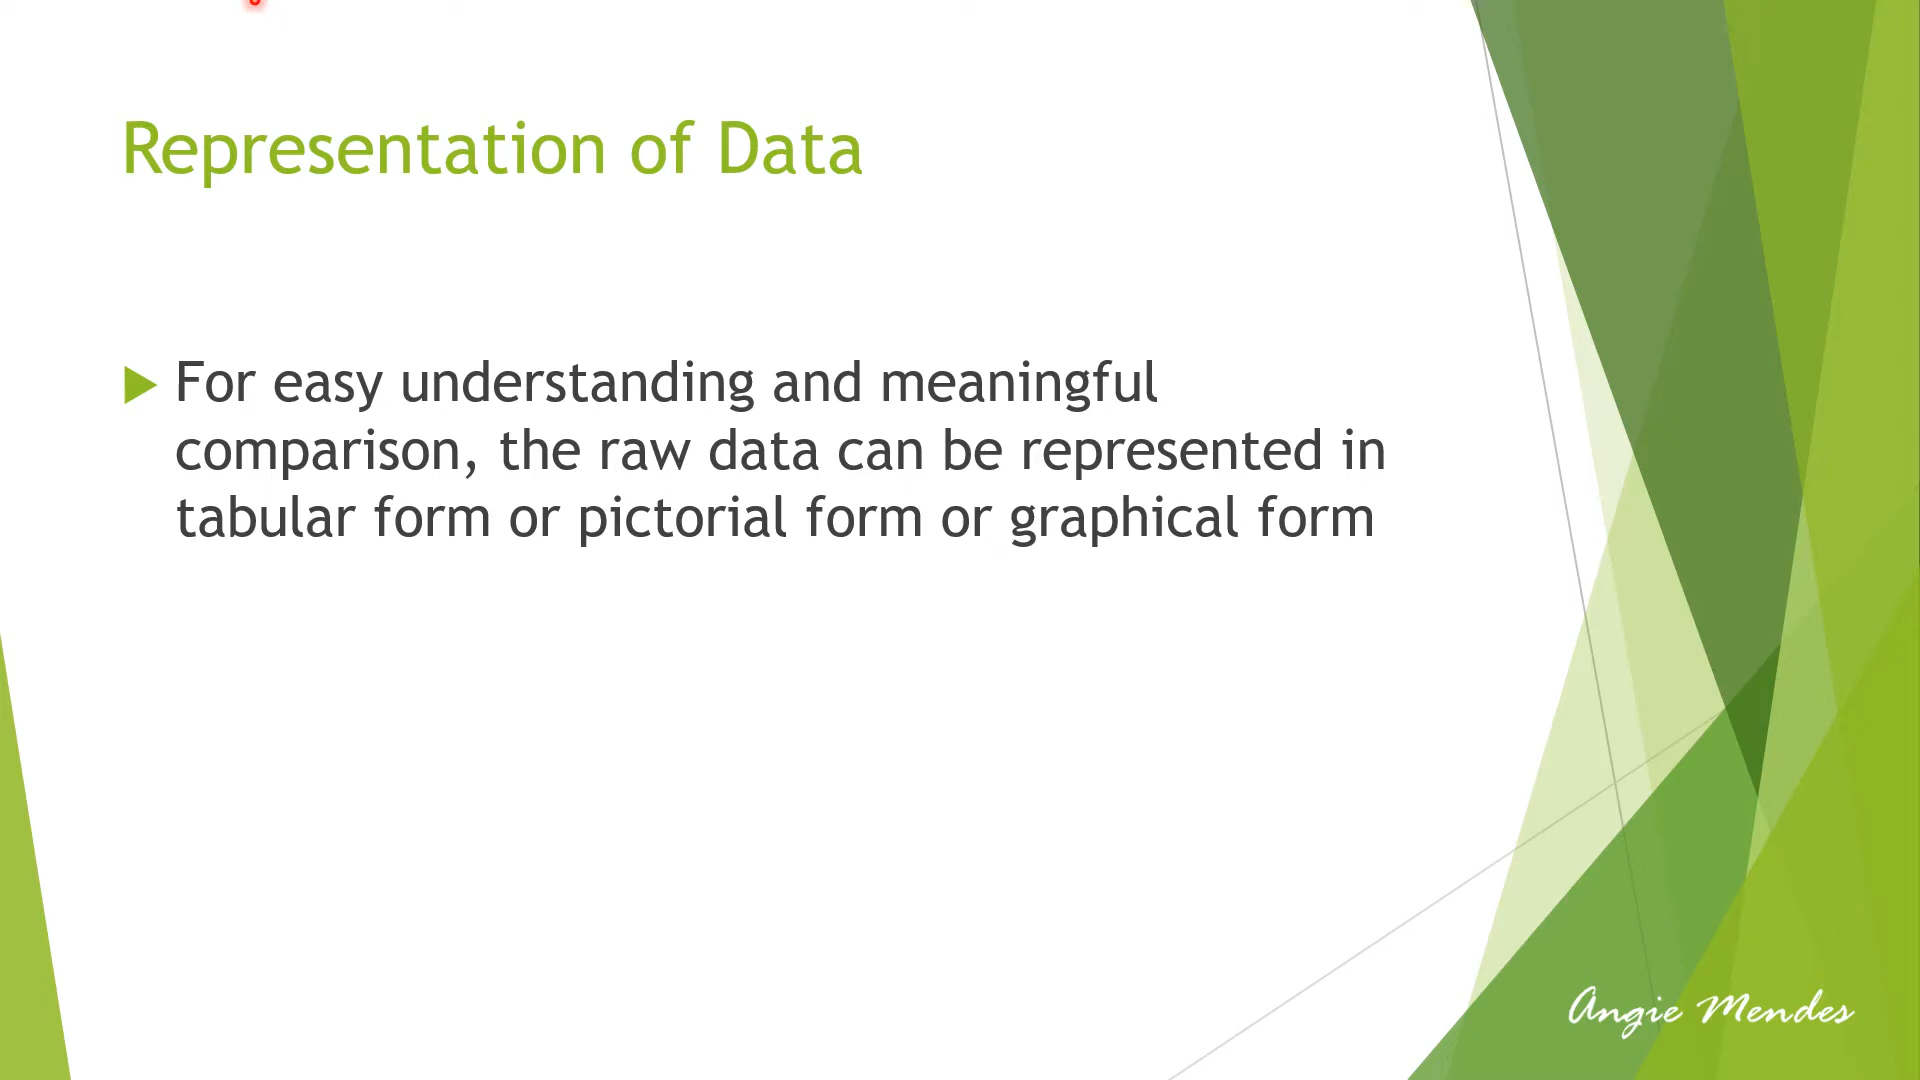 Representation of Data
For easy understanding and meaningful
comparison, the raw data can be represented in
tabular form or pictorial form or graphical form
Angie Mendes